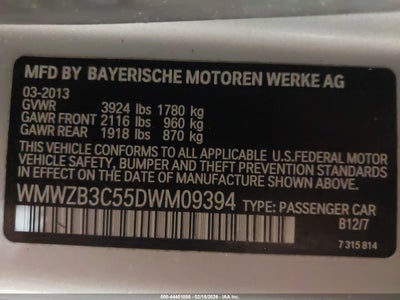 MFD BY BAYERISCHE MOTOREN WERKE AG
03-2013
GVWR 3924 lbs 1780 kg
GAWR FRONT 2116 lbs 960 kg
GAWR REAR 1918 lbs 870 kg
THIS VEHICLE CONFORMS TO ALL APPLICABLE U.S.FEDERAL MOTOR
VEHICLE SAFETY, BUMPER AND THEFT PREVENTION STANDARDS
IN EFFECT ON THE DATE OF MANUFACTURE SHOWN ABOVE.
WMWZB3C55DWM09394 TYPE: PASSENGER CAR
B12/7
7 315 814